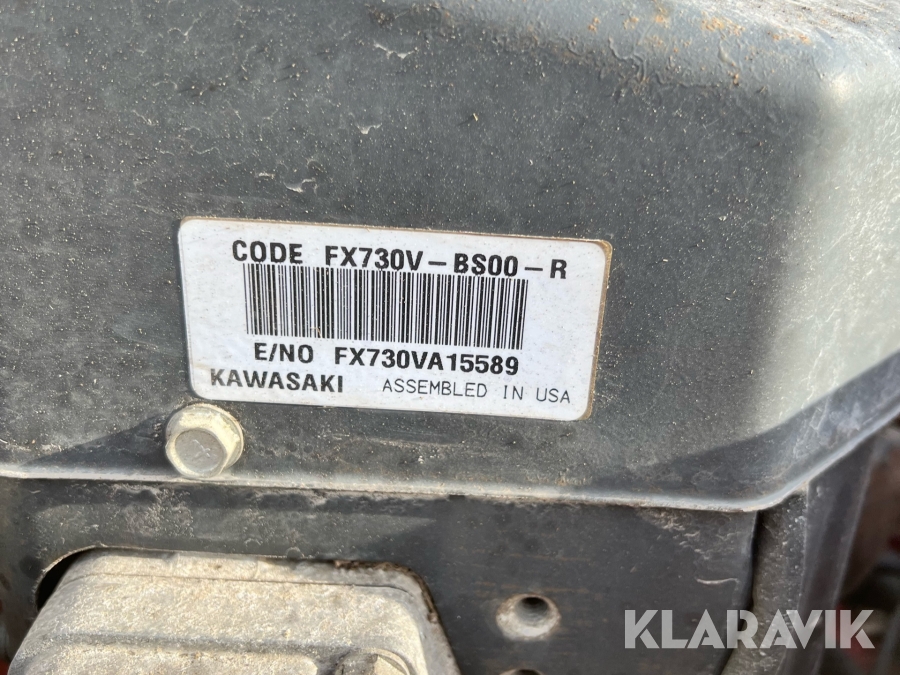 CODE FX730V-BS00-R
E/NO FX730VA15589
KAWASAKI ASSEMBLED IN USA
KLARAVIK